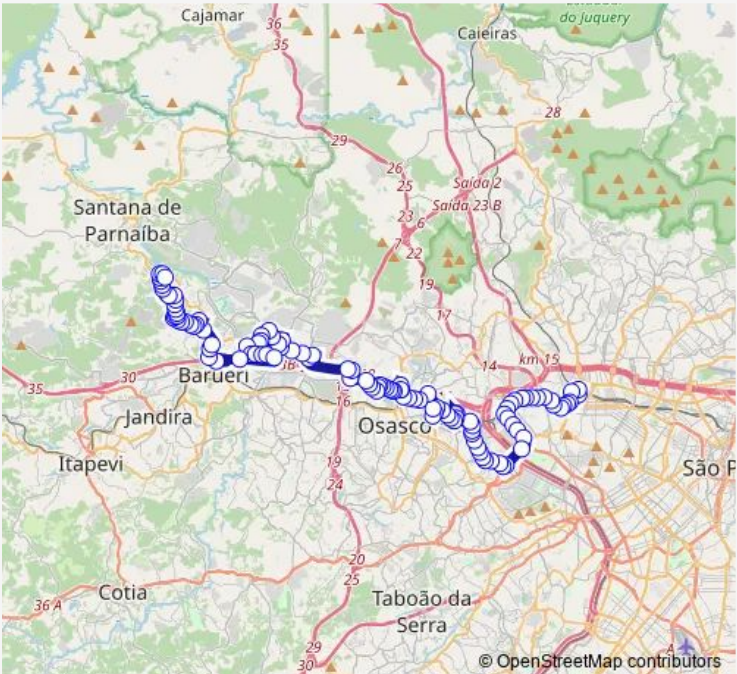 Cajamar
36
35
Caieiras
do Juquery
28
29
26
25
Saída 2
Saída 23 B
Santana de
Parnaíba
23
6
7
22
19
17
14
km 15
35
30
Barueri
16
Osasco
Jandira
Itapevi
19
24
São P
20
25
36 A
Cotia
Taboão da
Serra
29
30
© OpenStreetMap contributors